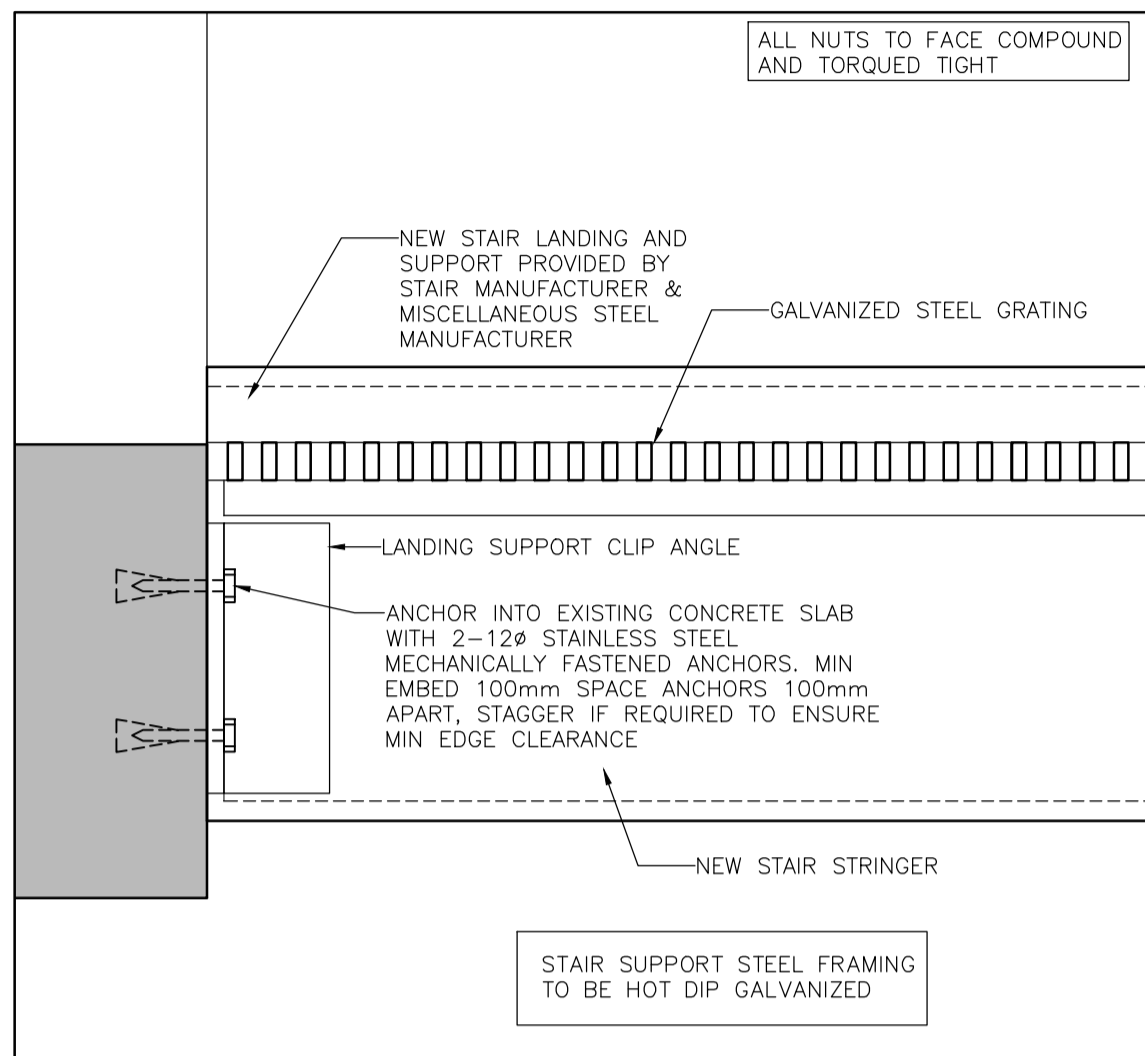 ALL NUTS TO FACE COMPOUND
AND TORQUED TIGHT
NEW STAIR LANDING AND
SUPPORT PROVIDED BY
STAIR MANUFACTURER &
MISCELLANEOUS STEEL
MANUFACTURER
GALVANIZED STEEL GRATING
LANDING SUPPORT CLIP ANGLE
ANCHOR INTO EXISTING CONCRETE SLAB
WITH 2-12ø STAINLESS STEEL
MECHANICALLY FASTENED ANCHORS. MIN
EMBED 100mm SPACE ANCHORS 100mm
APART, STAGGER IF REQUIRED TO ENSURE
MIN EDGE CLEARANCE
NEW STAIR STRINGER
STAIR SUPPORT STEEL FRAMING
TO BE HOT DIP GALVANIZED